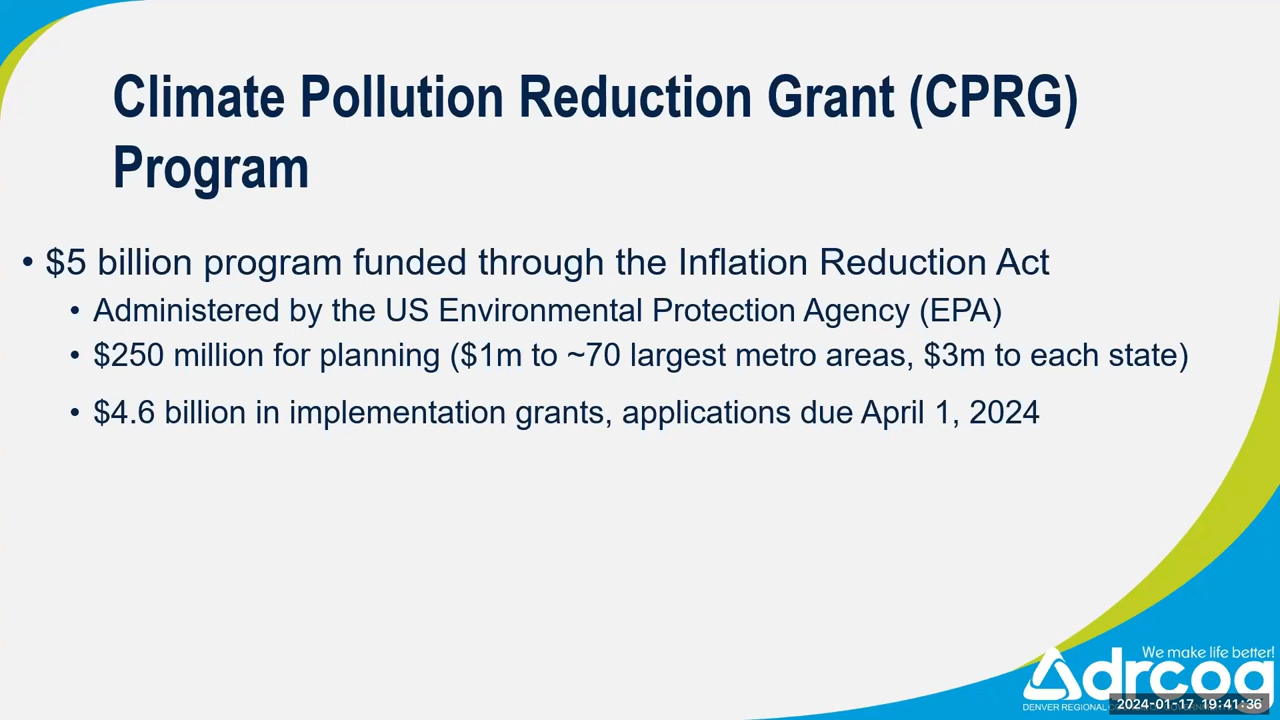 Climate Pollution Reduction Grant (CPRG)
Program
• $5 billion program funded through the Inflation Reduction Act
• Administered by the US Environmental Protection Agency (EPA)
• $250 million for planning ($1m to ~70 largest metro areas, $3m to each state)
• $4.6 billion in implementation grants, applications due April 1, 2024
We make life better!
drcog
DENVER REGIONAL
2024-01-17 19:41:36